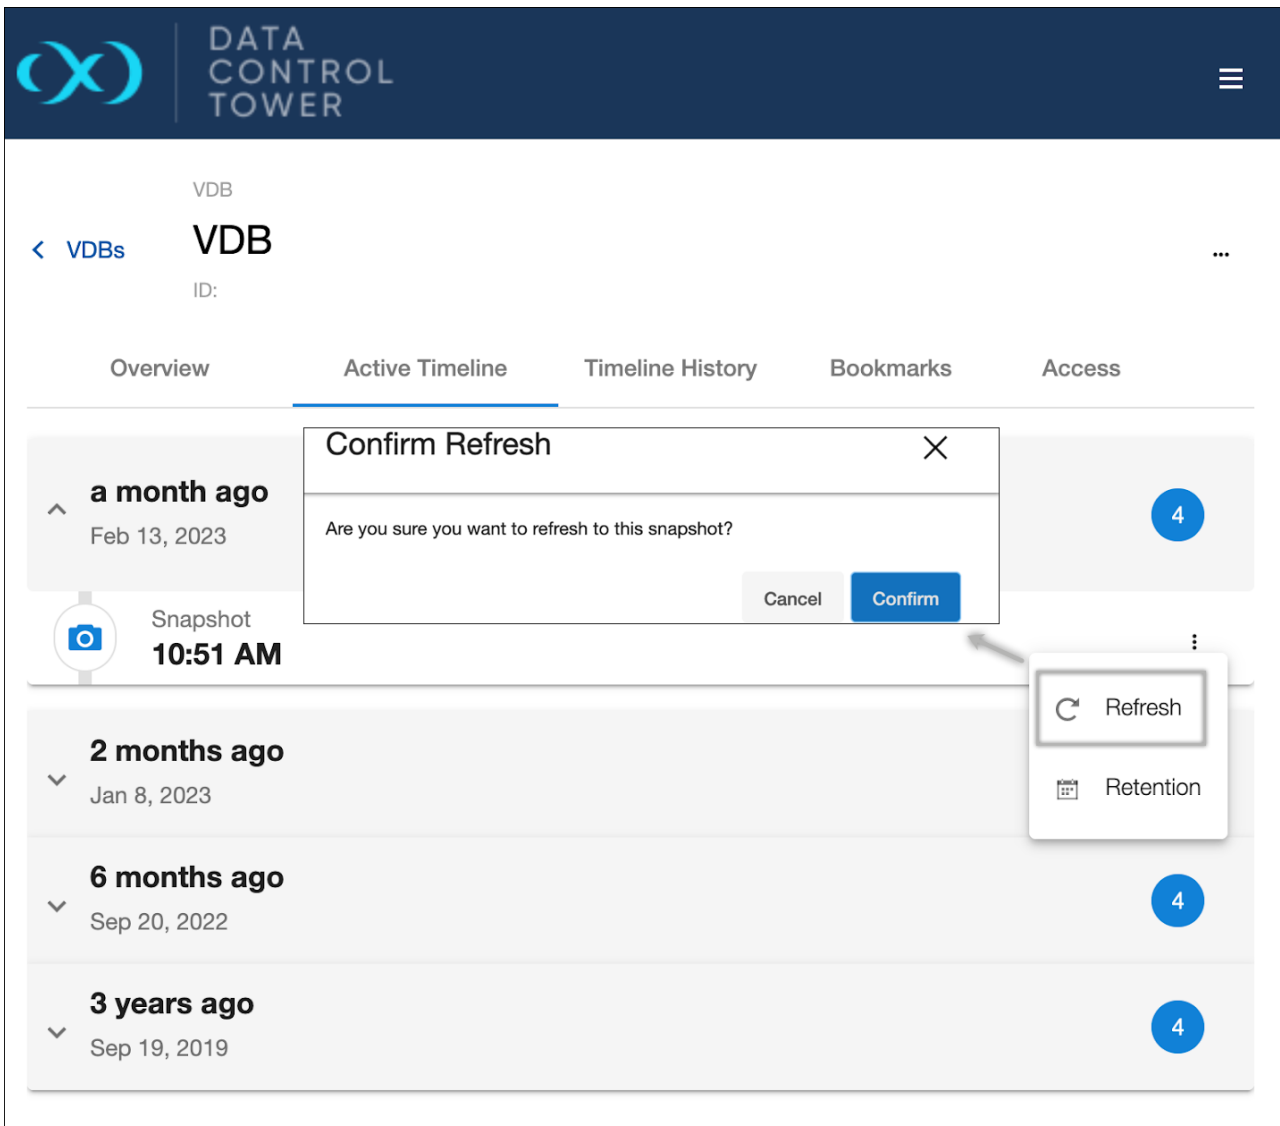 DATA
CONTROL
TOWER
VDB
VDBs
VDB
ID:
Overview
Active Timeline
Timeline History
Bookmarks
Access
Confirm Refresh
a month ago
Feb 13, 2023
Are you sure you want to refresh to this snapshot?
4
Cancel
Confirm
Snapshot
10:51 AM
Refresh
Retention
2 months ago
Jan 8, 2023
6 months ago
Sep 20, 2022
4
3 years ago
Sep 19, 2019
4